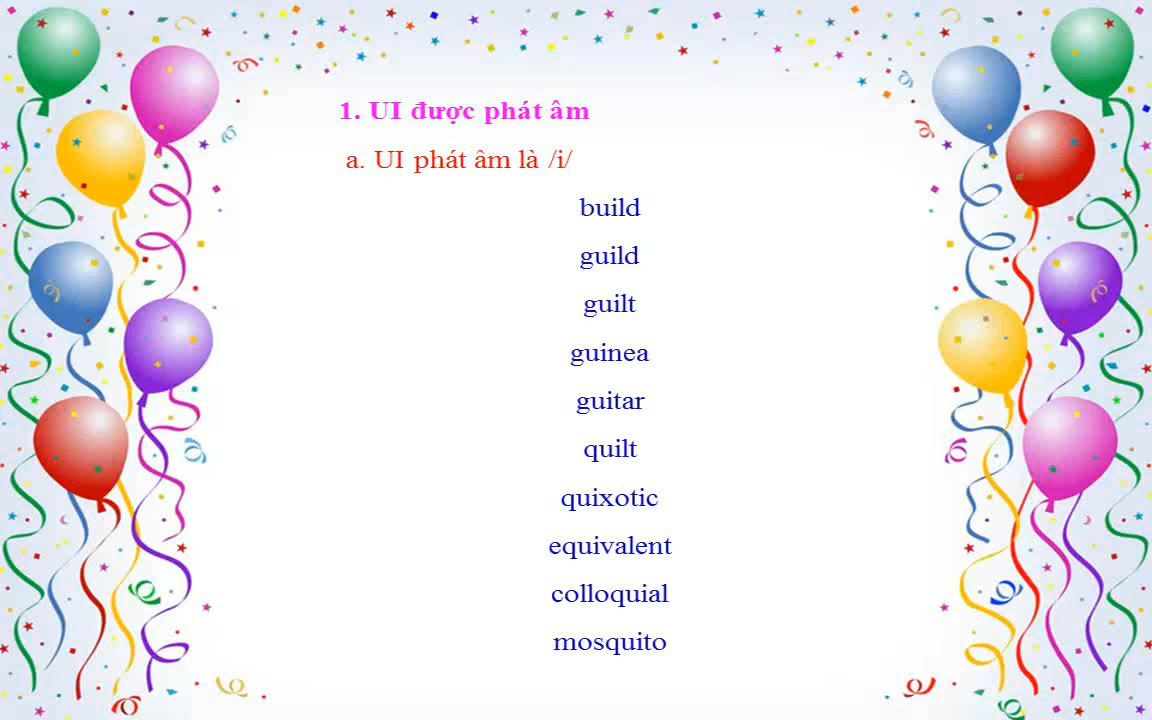 1. UI được phát âm
a. UI phát âm là /i/
build
guild
guilt
guinea
guitar
quilt
quixotic
equivalent
colloquial
mosquito